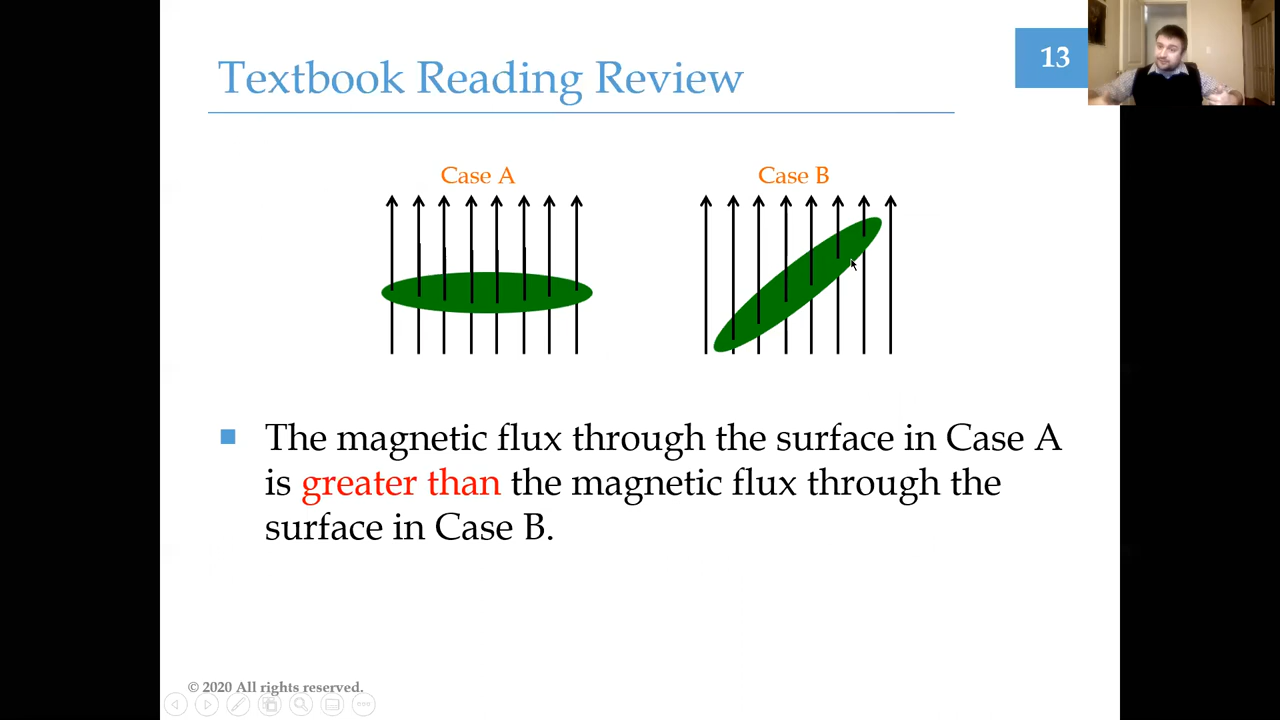 Textbook Reading Review
13
Case A
Case B
The magnetic flux through the surface in Case A
is greater than the magnetic flux through the
surface in Case B.
© 2020 All rights reserved.